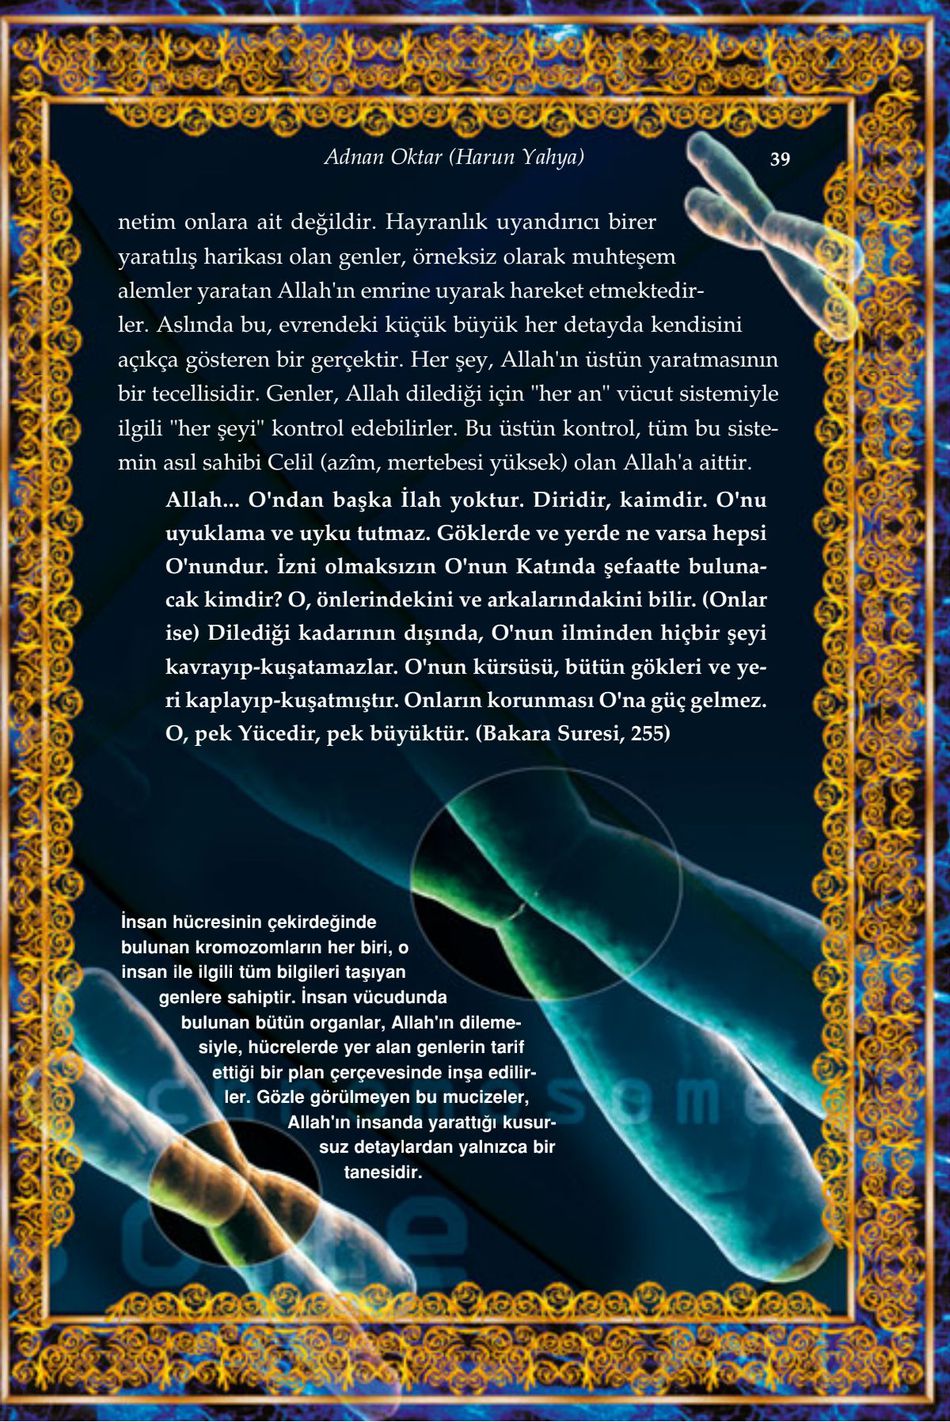 Adnan Oktar (Harun Yahya) 39
netim onlara ait değildir. Hayranlık uyandırıcı birer
yaratılış harikası olan genler, örneksiz olarak muhteşem
alemler yaratan Allah'ın emrine uyarak hareket etmektedir-
ler. Aslında bu, evrendeki küçük büyük her detayda kendisini
açıkça gösteren bir gerçektir. Her şey, Allah'ın üstün yaratmasının
bir tecellisidir. Genler, Allah dilediği için "her an" vücut sistemiyle
ilgili "her şeyi" kontrol edebilirler. Bu üstün kontrol, tüm bu siste-
min asıl sahibi Celil (azîm, mertebesi yüksek) olan Allah'a aittir.
Allah... O'ndan başka İlah yoktur. Diridir, kaimdir. O'nu
uyuklama ve uyku tutmaz. Göklerde ve yerde ne varsa hepsi
O'nundur. İzni olmaksızın O'nun Katında şefaatte buluna-
cak kimdir? O, önlerindekini ve arkalarındakini bilir. (Onlar
ise) Dilediği kadarının dışında, O'nun ilminden hiçbir şeyi
kavrayıp-kuşatamazlar. O'nun kürsüsü, bütün gökleri ve ye-
ri kaplayıp-kuşatmıştır. Onların korunması O'na güç gelmez.
O, pek Yücedir, pek büyüktür. (Bakara Suresi, 255)
İnsan hücresinin çekirdeğinde
bulunan kromozomların her biri, o
insan ile ilgili tüm bilgileri taşıyan
genlere sahiptir. İnsan vücudunda
bulunan bütün organlar, Allah'ın dileme-
siyle, hücrelerde yer alan genlerin tarif
ettiği bir plan çerçevesinde inşa edilir-
ler. Gözle görülmeyen bu mucizeler,
Allah'ın insanda yarattığı kusur-
suz detaylardan yalnızca bir
tanesidir.